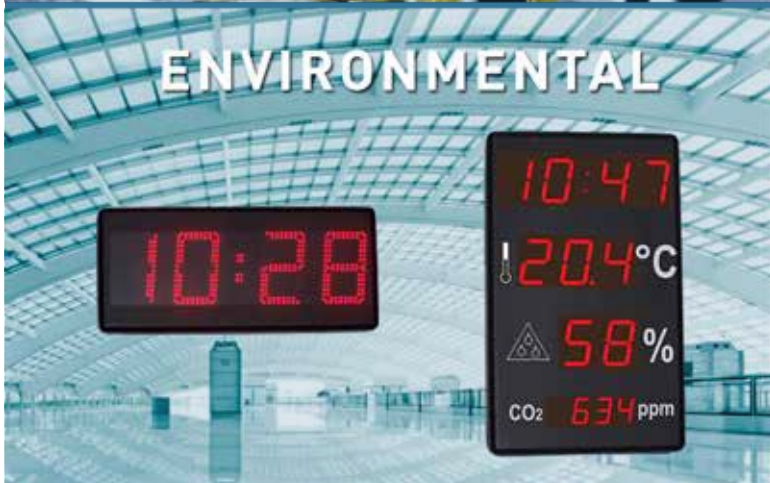 ENVIRONMENTAL
10:28
10:47
20.4°C
58%
CO2 634 ppm